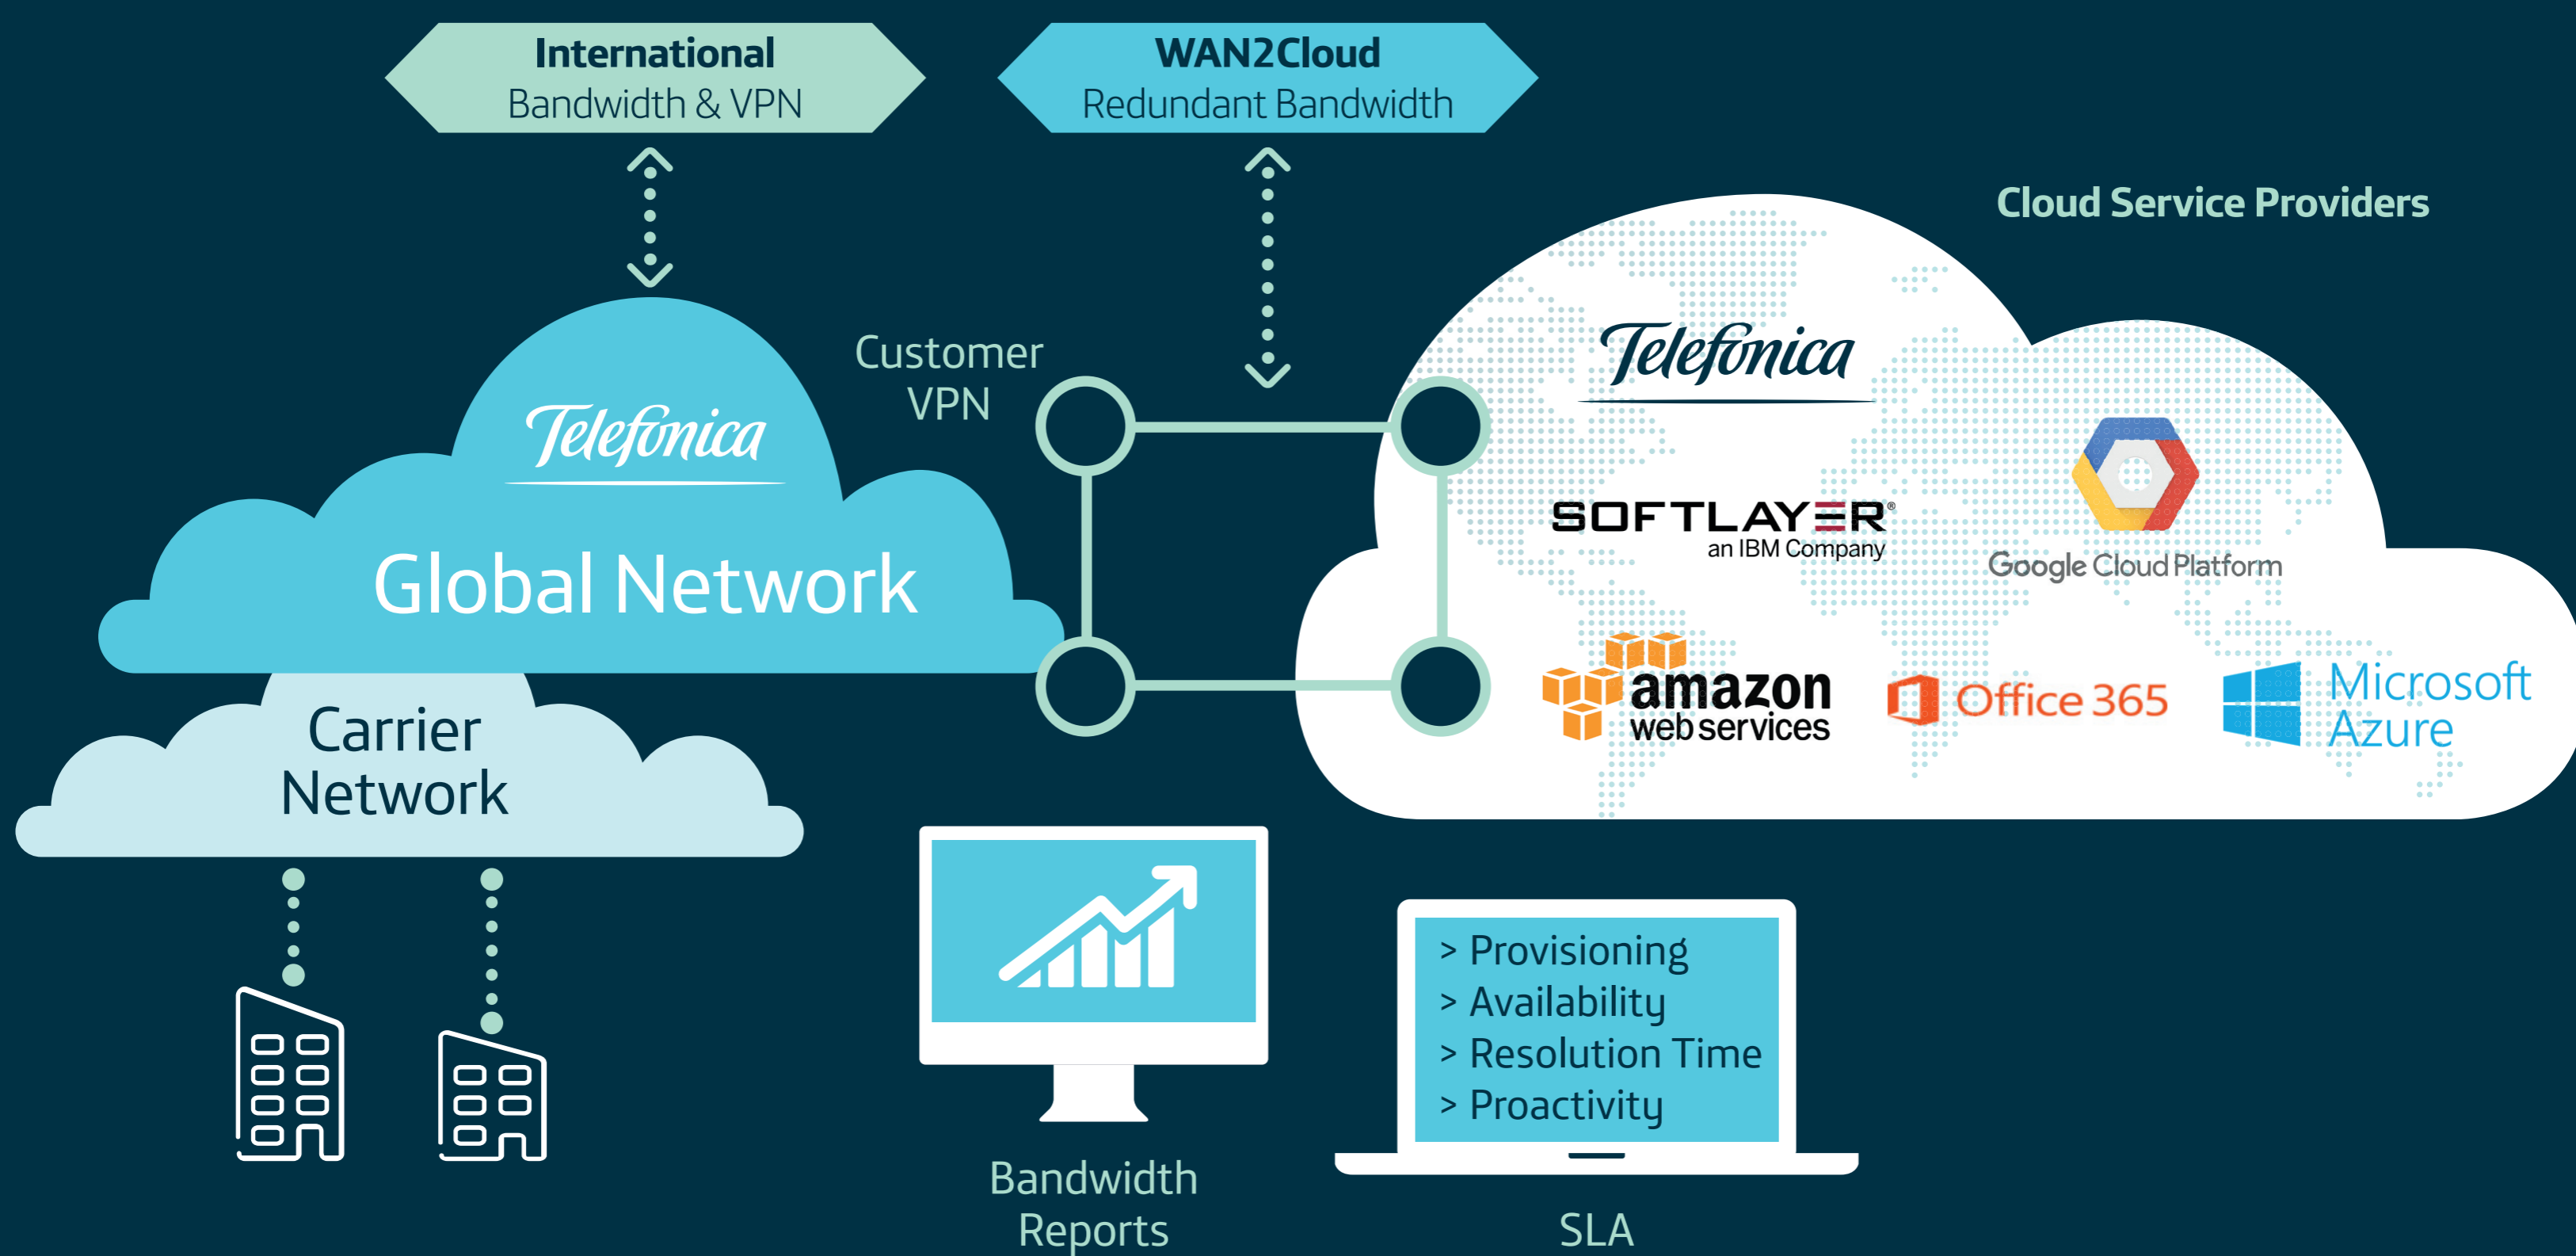 International
Bandwidth & VPN
WAN2Cloud
Redundant Bandwidth
Cloud Service Providers
Customer
VPN
Telefónica
Global Network
Carrier
Network
Telefónica
SOFTLAYER®
an IBM Company
Google Cloud Platform
amazon
web services
Office 365
Microsoft
Azure
> Provisioning
> Availability
> Resolution Time
> Proactivity
Bandwidth
Reports
SLA